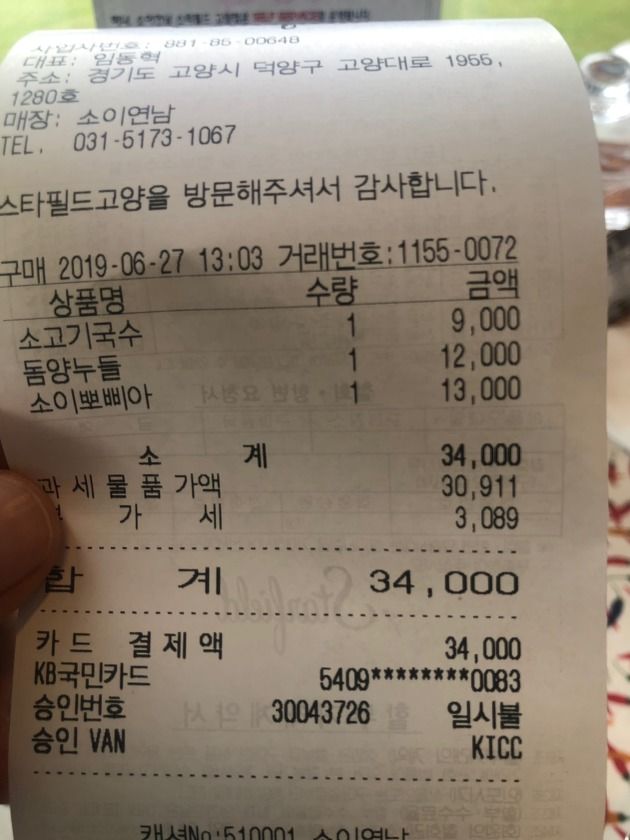 사업자번호: 881-85-00648
대표: 임동혁
주소: 경기도 고양시 덕양구 고양대로 1955,
1280호
매장: 소이연남
TEL. 031-5173-1067
스타필드고양을 방문해주셔서 감사합니다.
구매 2019-06-27 13:03 거래번호:1155-0072
상품명 수량 금액
소고기국수 1 9,000
돔양누들 1 12,000
소이뽀삐아 1 13,000
소 계 34,000
과 세 물 품 가액 30,911
가 세 3,089
합 계 34,000
카드 결제액 34,000
KB국민카드 5409********0083
승인번호 30043726 일시불
승인 VAN KICC
캐셔No:510001 소이연남